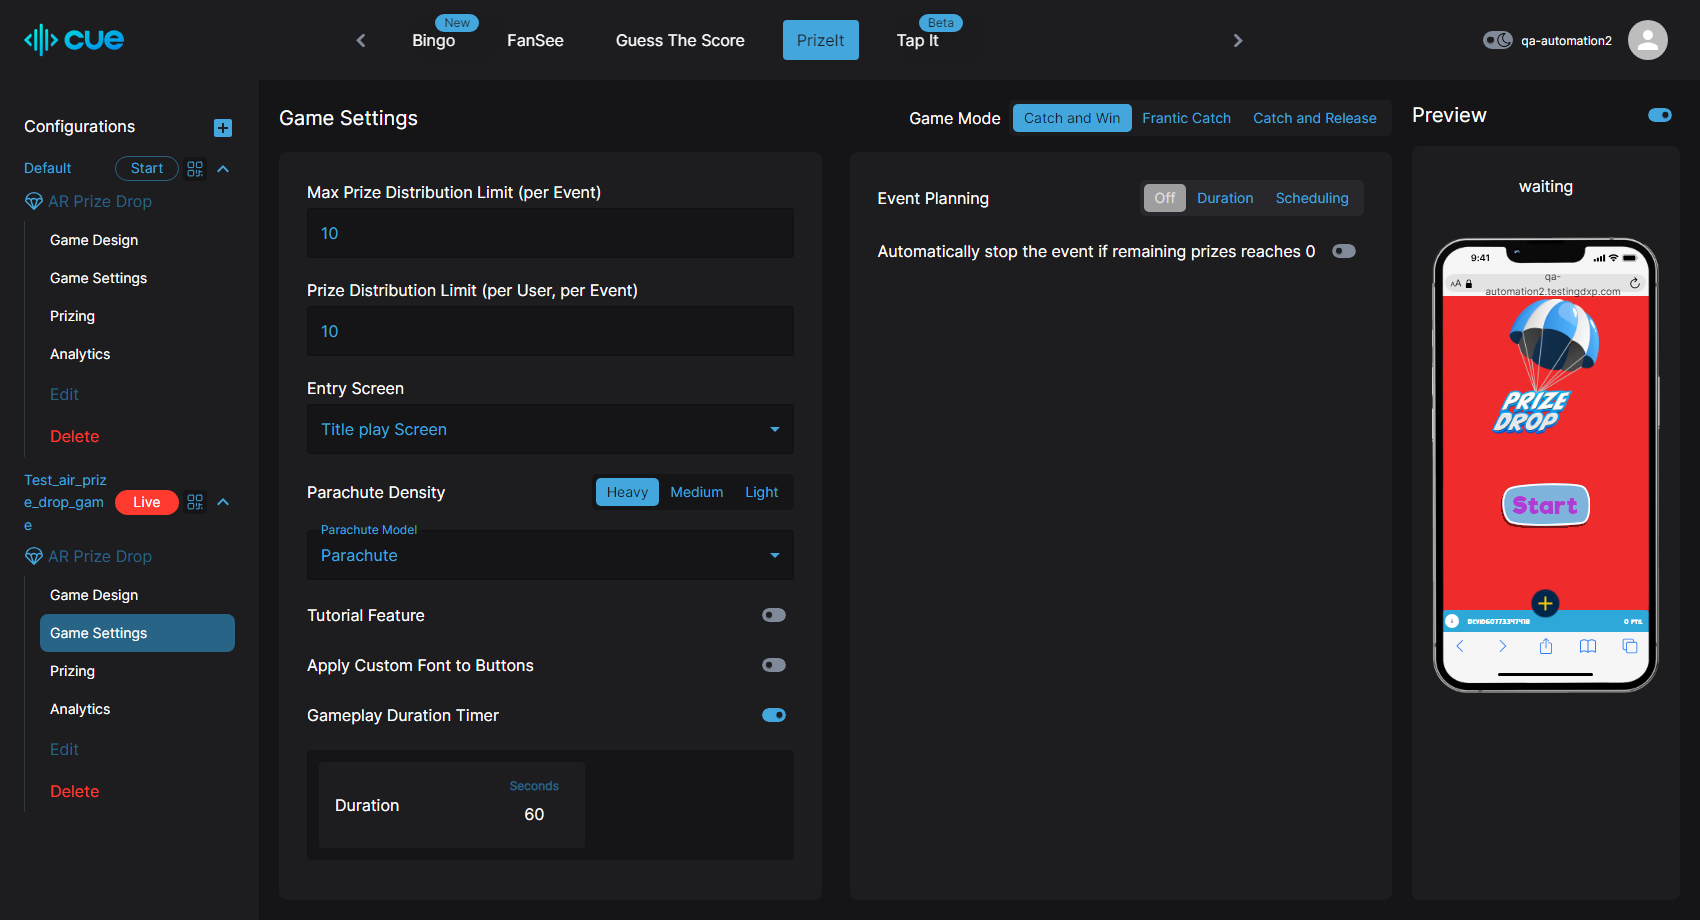 cue
New
Bingo
FanSee
Guess The Score
PrizeIt
Beta
Tap It
qa-automation2
Configurations
Default
Start
AR Prize Drop
Game Design
Game Settings
Prizing
Analytics
Edit
Delete
Test_air_priz
e_drop_gam
e
Live
AR Prize Drop
Game Design
Game Settings
Prizing
Analytics
Edit
Delete
Game Settings
Game Mode
Catch and Win
Frantic Catch
Catch and Release
Max Prize Distribution Limit (per Event)
10
Prize Distribution Limit (per User, per Event)
10
Entry Screen
Title play Screen
Parachute Density
Heavy
Medium
Light
Parachute Model
Parachute
Tutorial Feature
Apply Custom Font to Buttons
Gameplay Duration Timer
Duration
Seconds
60
Event Planning
Off
Duration
Scheduling
Automatically stop the event if remaining prizes reaches 0
Preview
waiting
9:41
AA
qa-
automation2.testingdxp.com
PRIZE
DROP
Start
0 PTS.